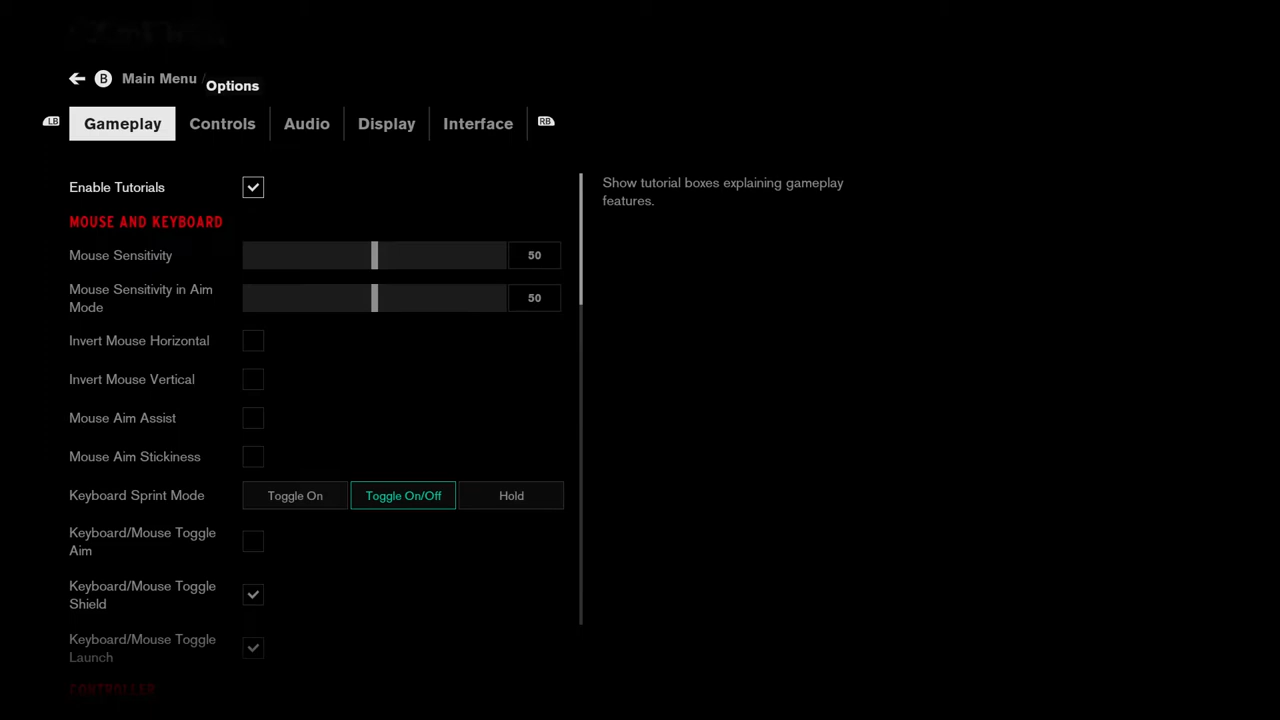 B Main Menu / Options
LB Gameplay Controls Audio Display Interface RB
Enable Tutorials
Show tutorial boxes explaining gameplay
features.
MOUSE AND KEYBOARD
Mouse Sensitivity 50
Mouse Sensitivity in Aim
Mode 50
Invert Mouse Horizontal
Invert Mouse Vertical
Mouse Aim Assist
Mouse Aim Stickiness
Keyboard Sprint Mode Toggle On Toggle On/Off Hold
Keyboard/Mouse Toggle
Aim
Keyboard/Mouse Toggle
Shield
Keyboard/Mouse Toggle
Launch
CONTROLLER